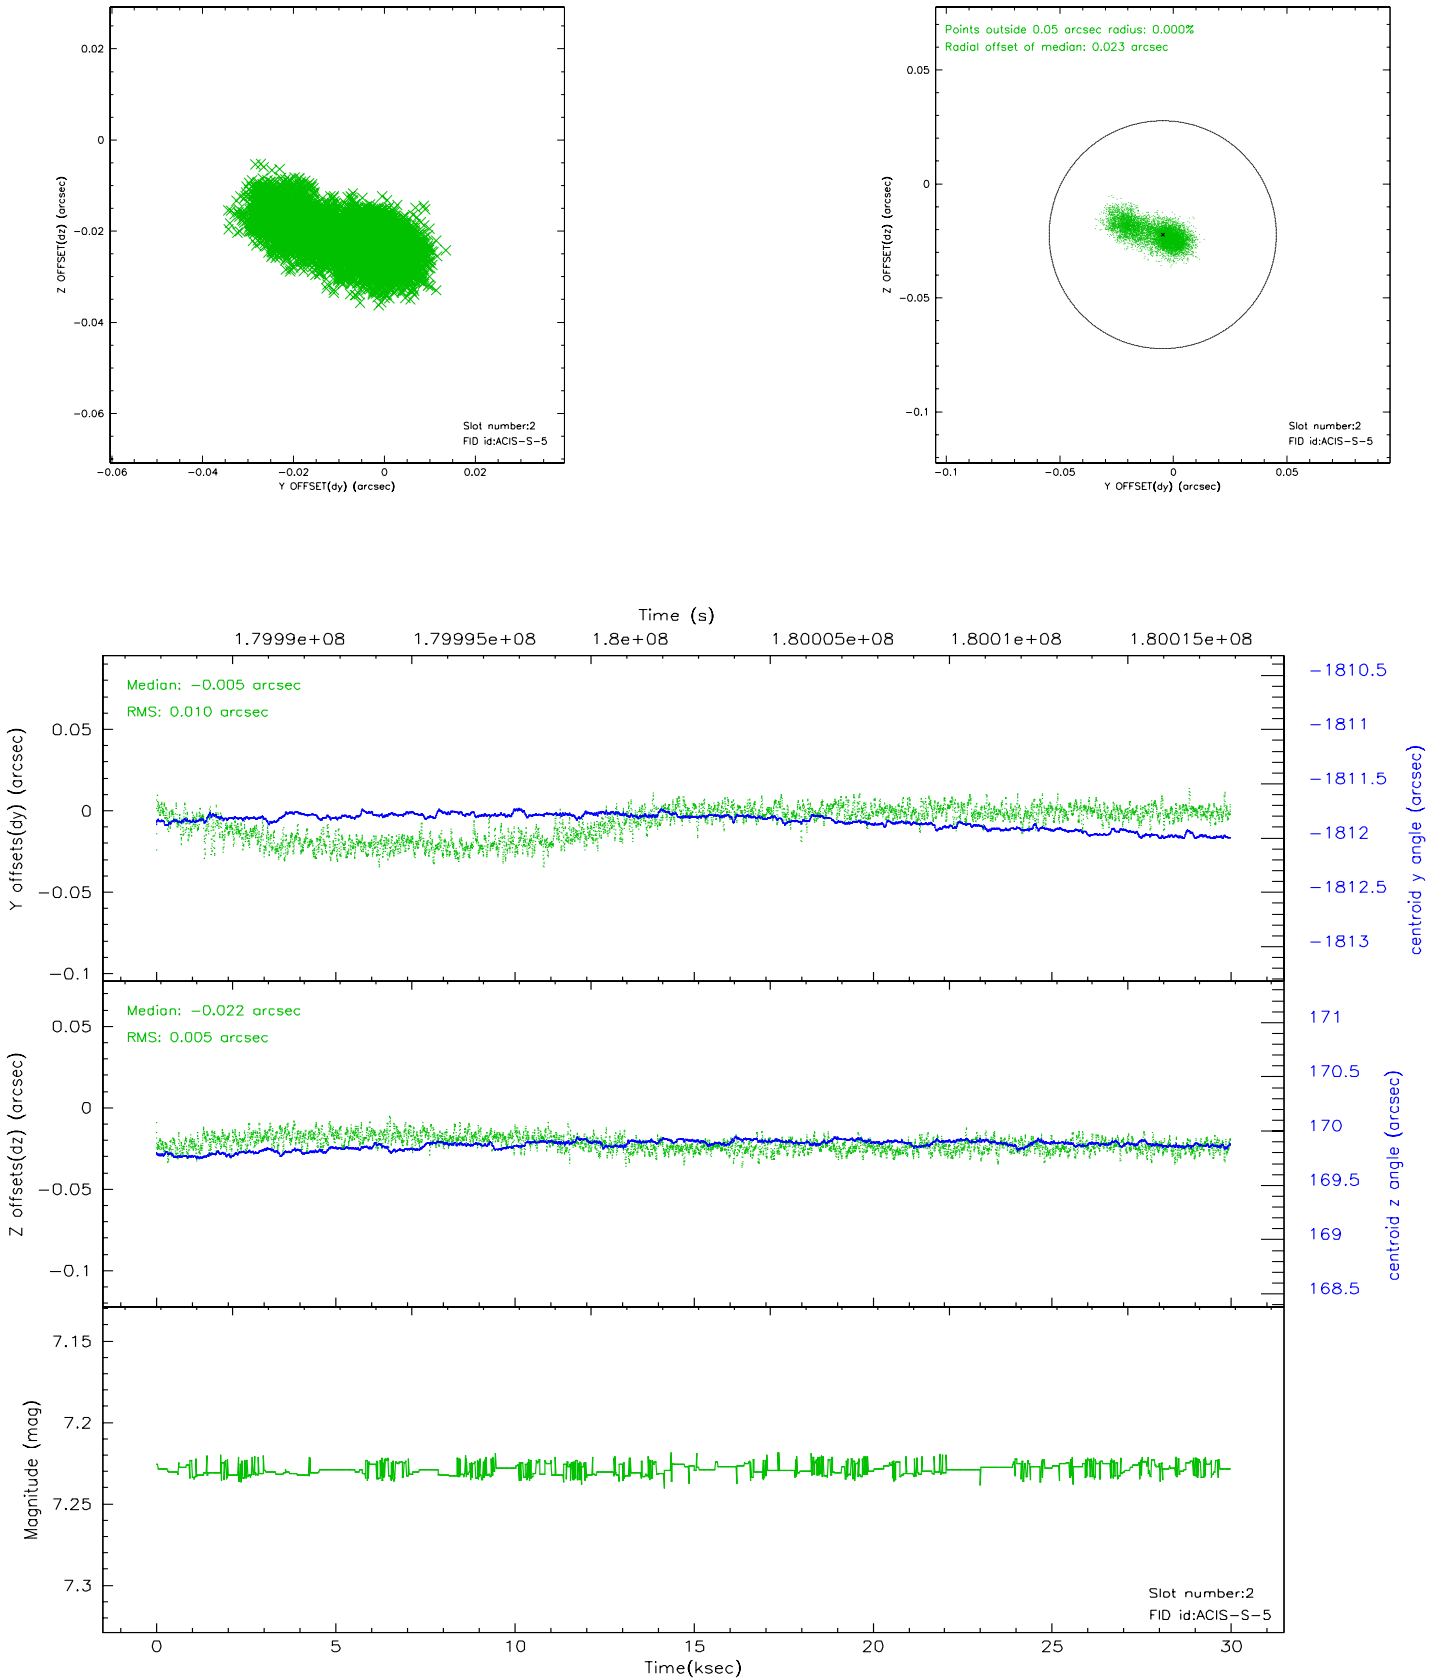 0.02
0
-0.02
-0.04
-0.06
Z OFFSET(dz) (arcsec)
-0.06
-0.04
-0.02
0
0.02
Y OFFSET(dy) (arcsec)
Slot number:2
FID id:ACIS-S-5
Points outside 0.05 arcsec radius: 0.000%
Radial offset of median: 0.023 arcsec
0.05
0
-0.05
-0.1
Z OFFSET(dz) (arcsec)
-0.1
-0.05
0
0.05
Y OFFSET(dy) (arcsec)
Slot number:2
FID id:ACIS-S-5
Time (s)
1.7999e+08
1.79995e+08
1.8e+08
1.80005e+08
1.8001e+08
1.80015e+08
Median: -0.005 arcsec
RMS: 0.010 arcsec
0.05
0
-0.05
-0.1
Y offsets(dy) (arcsec)
-1810.5
-1811
-1811.5
-1812
-1812.5
-1813
centroid y angle (arcsec)
Median: -0.022 arcsec
RMS: 0.005 arcsec
0.05
0
-0.05
-0.1
Z offsets(dz) (arcsec)
171
170.5
170
169.5
169
168.5
centroid z angle (arcsec)
7.15
7.2
7.25
7.3
Magnitude (mag)
Slot number:2
FID id:ACIS-S-5
0
5
10
15
20
25
30
Time(ksec)